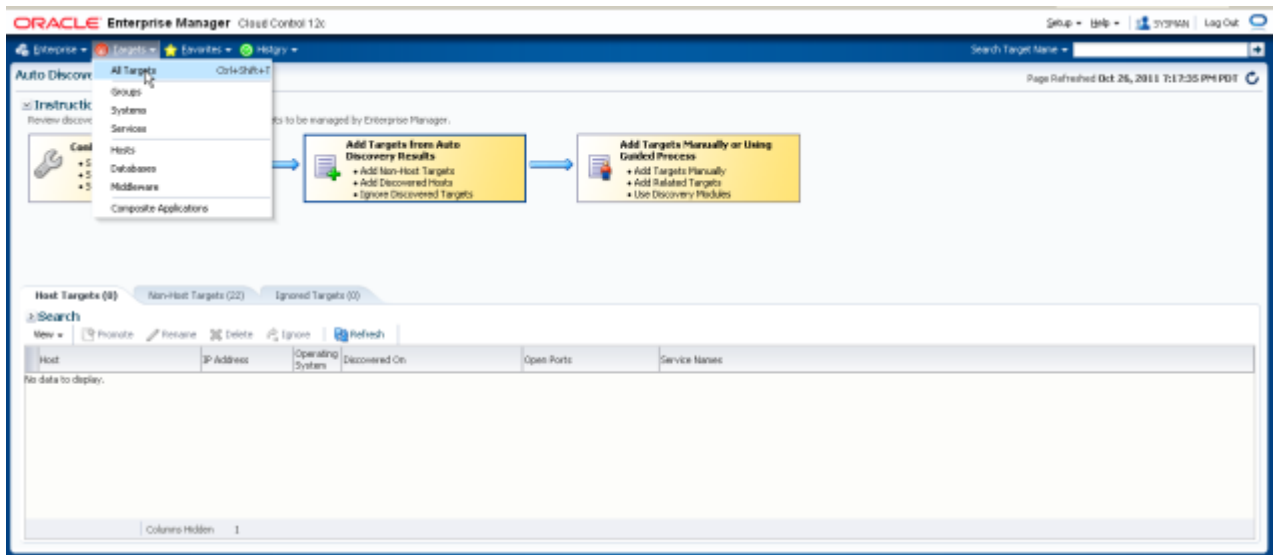 ORACLE Enterprise Manager Cloud Control 12c
Setup Help SYSMAN Log Out
Enterprise Targets Favorites History
Search Target Name
Auto Discove
Page Refreshed Oct 26, 2011 7:17:35 PM PDT
All Targets Ctrl+Shift+T
Groups
Systems
Services
Hosts
Databases
Middleware
Composite Applications
Instructic
Review discove
ts to be managed by Enterprise Manager.
Conf
+ S
+ S
+ S
Add Targets from Auto
Discovery Results
+ Add Non-Host Targets
+ Add Discovered Hosts
+ Ignore Discovered Targets
Add Targets Manually or Using
Guided Process
+ Add Targets Manually
+ Add Related Targets
+ Use Discovery Modules
Host Targets (0) Non-Host Targets (22) Ignored Targets (0)
Search
View Promote Rename Delete Ignore Refresh
Host IP Address Operating System Discovered On Open Ports Service Names
No data to display.
Columns Hidden 1